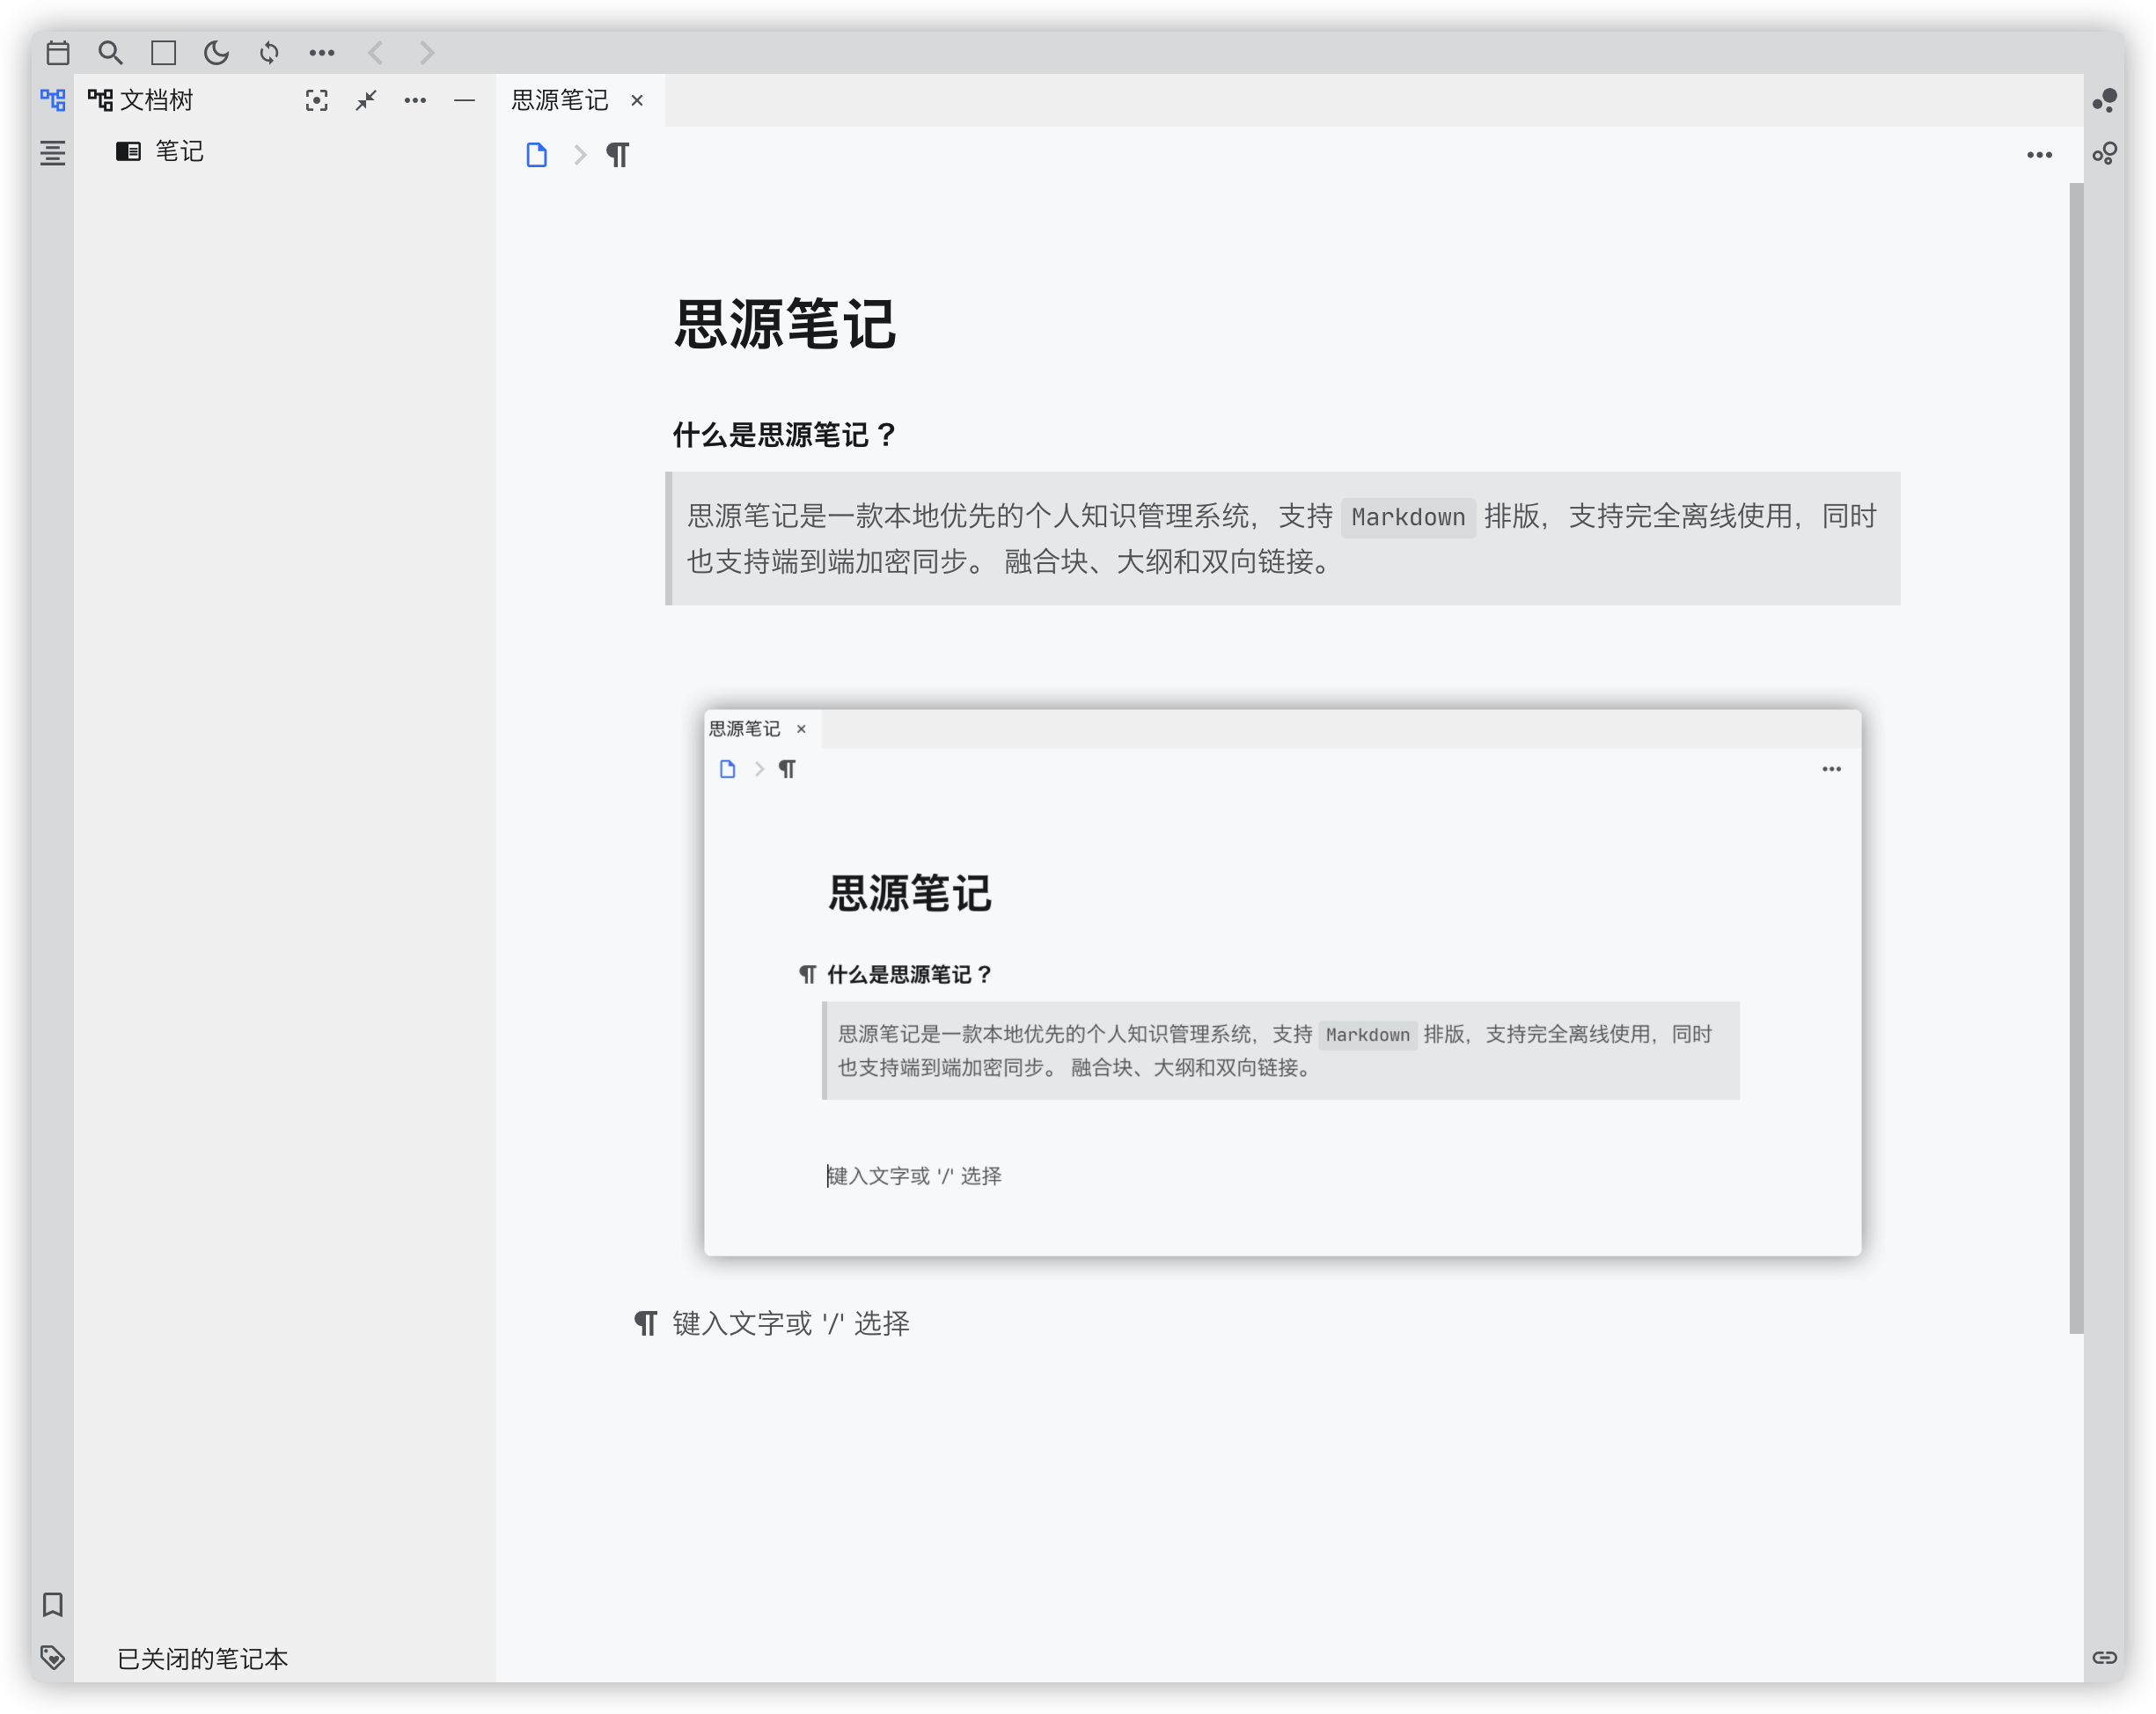 文档树
笔记
已关闭的笔记本
思源笔记
思源笔记
什么是思源笔记？
思源笔记是一款本地优先的个人知识管理系统，支持 Markdown 排版，支持完全离线使用，同时
也支持端到端加密同步。 融合块、大纲和双向链接。
思源笔记
思源笔记
什么是思源笔记？
思源笔记是一款本地优先的个人知识管理系统，支持 Markdown 排版，支持完全离线使用，同时
也支持端到端加密同步。 融合块、大纲和双向链接。
键入文字或 '/' 选择
键入文字或 '/' 选择